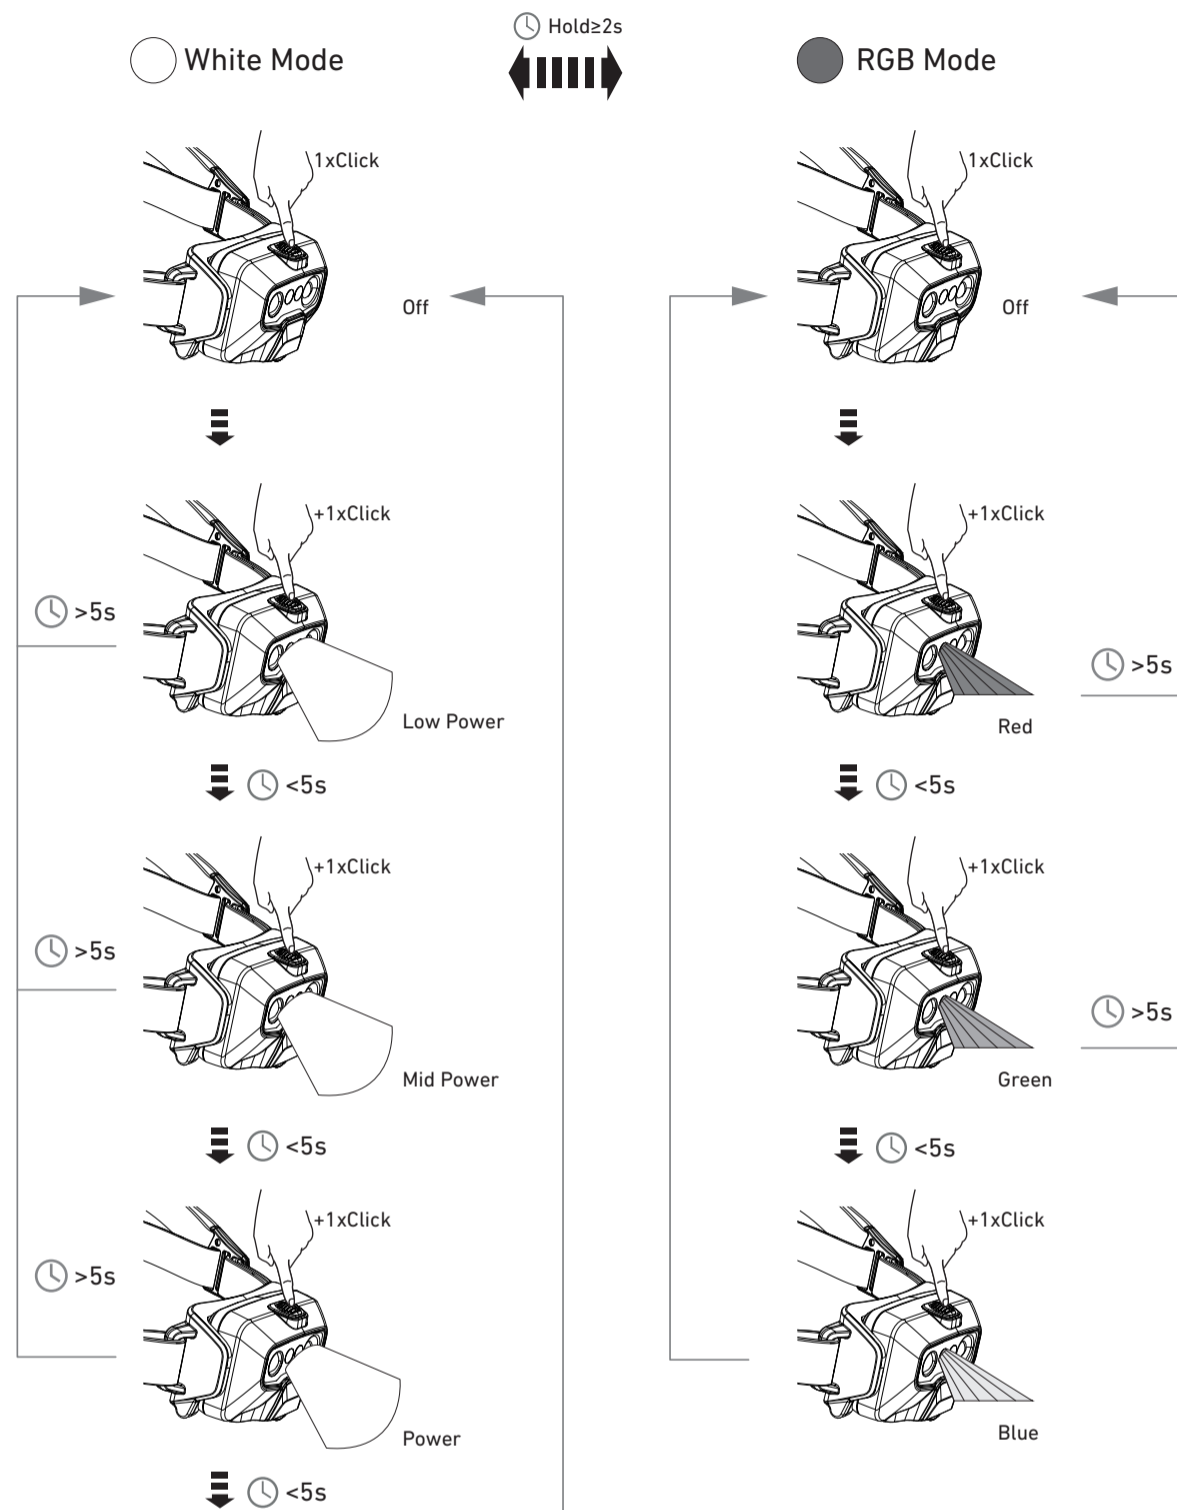 Hold≥2s
White Mode
RGB Mode
1xClick
1xClick
Off
Off
+1xClick
+1xClick
>5s
>5s
Low Power
Red
<5s
<5s
+1xClick
+1xClick
>5s
>5s
Mid Power
Green
<5s
<5s
+1xClick
+1xClick
>5s
Power
Blue
<5s